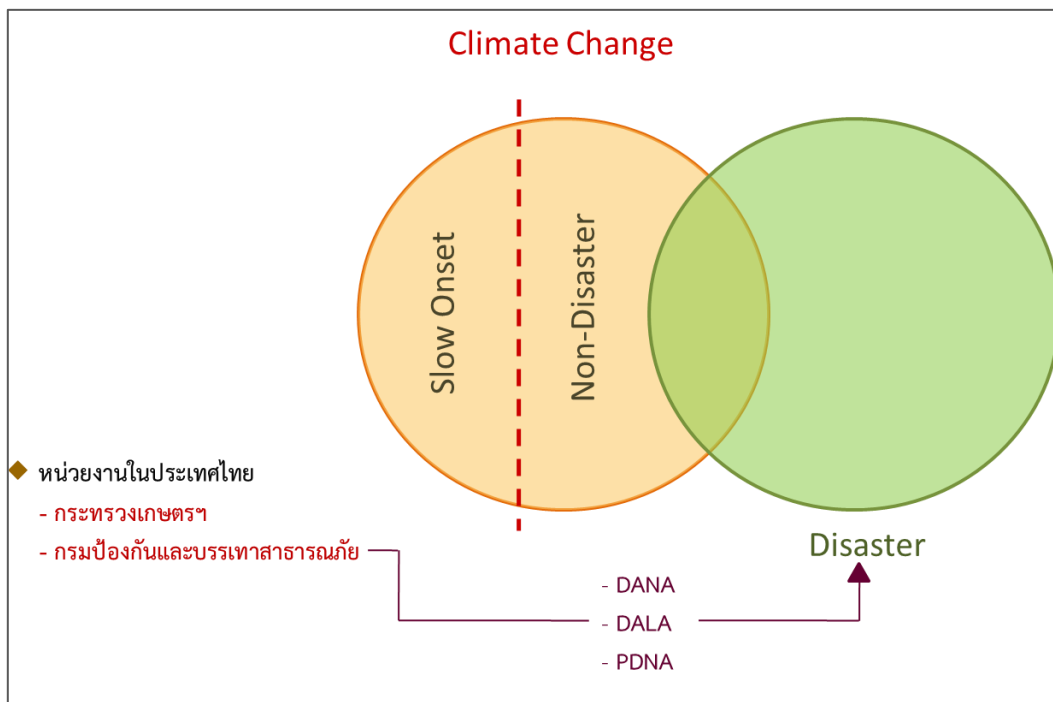 Climate Change
Slow Onset
Non-Disaster
หน่วยงานในประเทศไทย
- กระทรวงเกษตรฯ
- กรมป้องกันและบรรเทาสาธารณภัย
Disaster
- DANA
- DALA
- PDNA